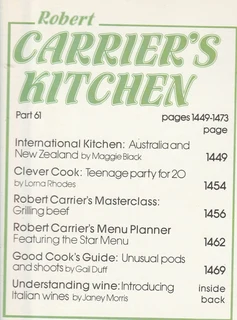 Robert
CARRIER'S
KITCHEN
Part 61 pages 1449-1473
page
International Kitchen: Australia and
New Zealand by Maggie Black 1449
Clever Cook: Teenage party for 20
by Lorna Rhodes 1454
Robert Carrier's Masterclass:
Grilling beef 1456
Robert Carrier's Menu Planner
Featuring the Star Menu 1462
Good Cook's Guide: Unusual pods
and shoots by Gail Duff 1469
Understanding wine: Introducing inside
Italian wines by Janey Morris back